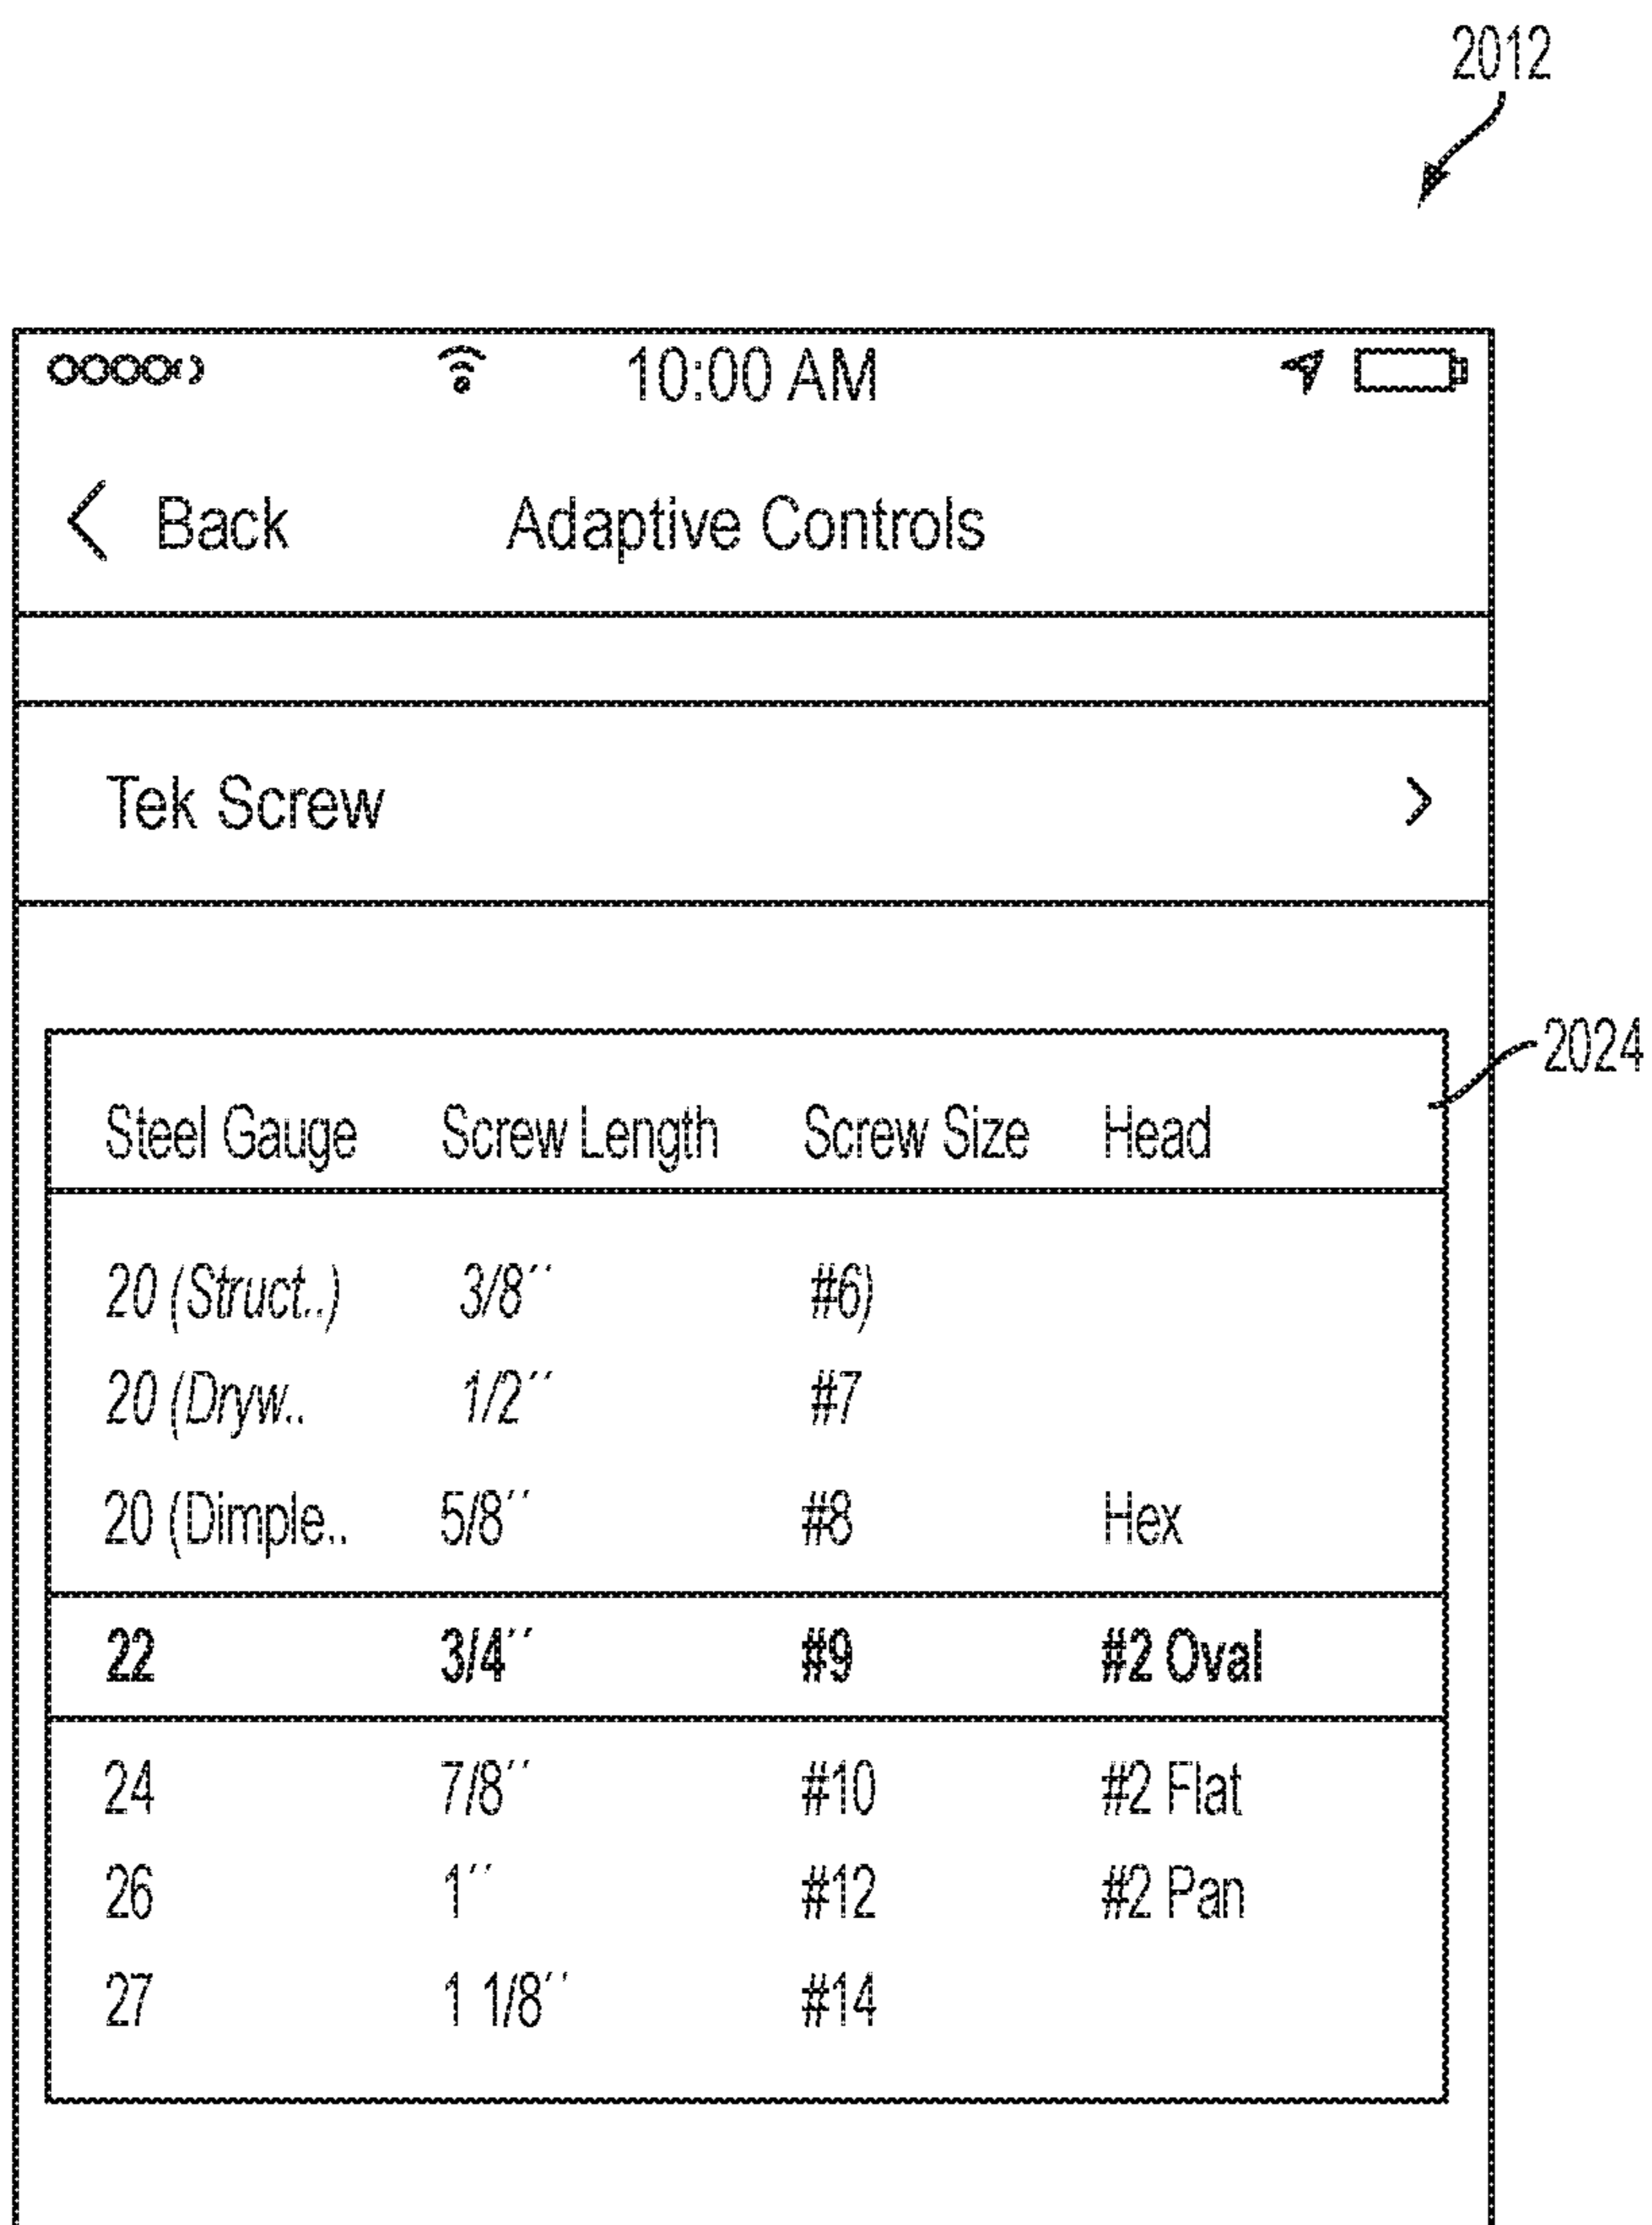 2012
10:00 AM
Back Adaptive Controls
Tek Screw
2024
Steel Gauge Screw Length Screw Size Head
20 (Struct..) 3/8´´ #6)
20 (Dryw.. 1/2´´ #7
20 (Dimple.. 5/8´´ #8 Hex
22 3/4´´ #9 #2 Oval
24 7/8´´ #10 #2 Flat
26 1´´ #12 #2 Pan
27 1 1/8´´ #14